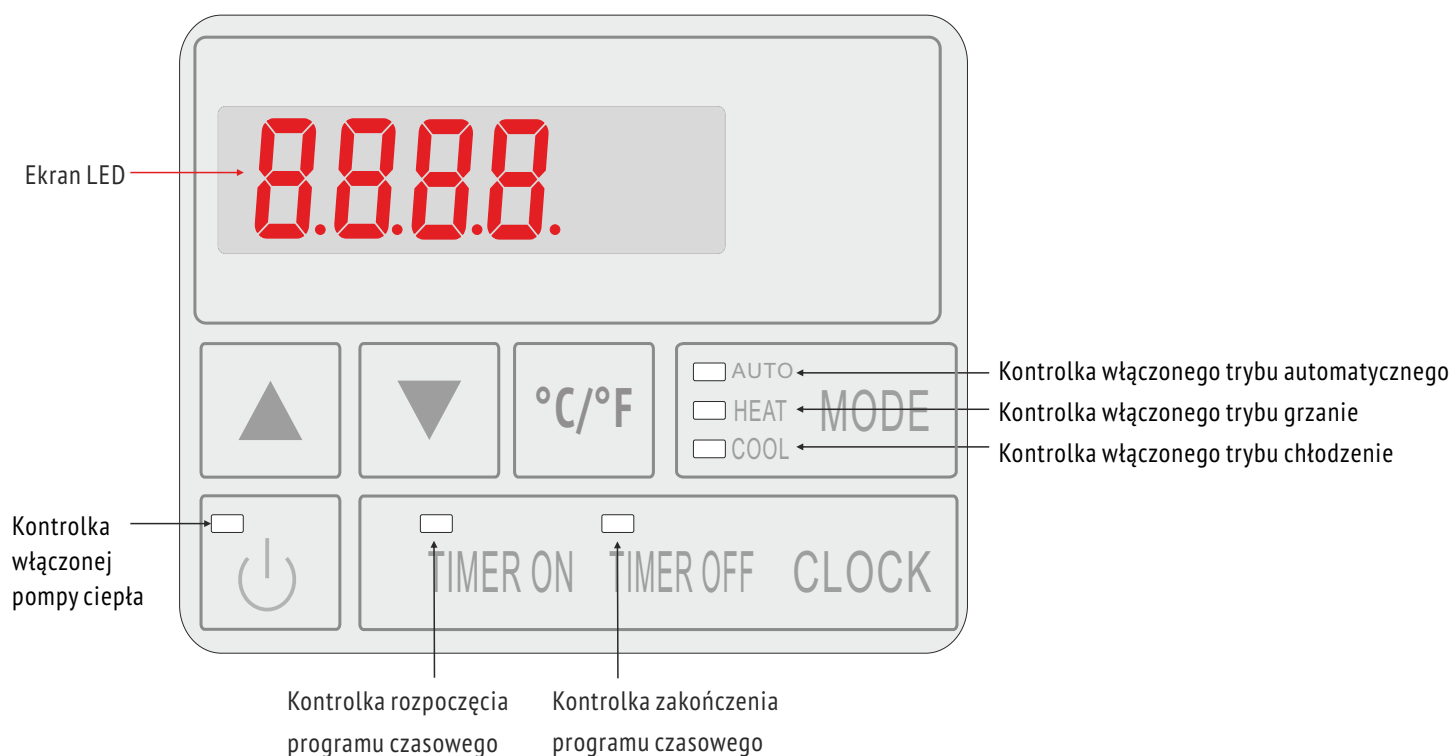 8.8.8.8.
Ekran LED
°C/°F
AUTO
HEAT
COOL
MODE
Kontrolka włączonego trybu automatycznego
Kontrolka włączonego trybu grzanie
Kontrolka włączonego trybu chłodzenie
Kontrolka
włączonej
pompy ciepła
TIMER ON TIMER OFF CLOCK
Kontrolka rozpoczęcia
programu czasowego
Kontrolka zakończenia
programu czasowego